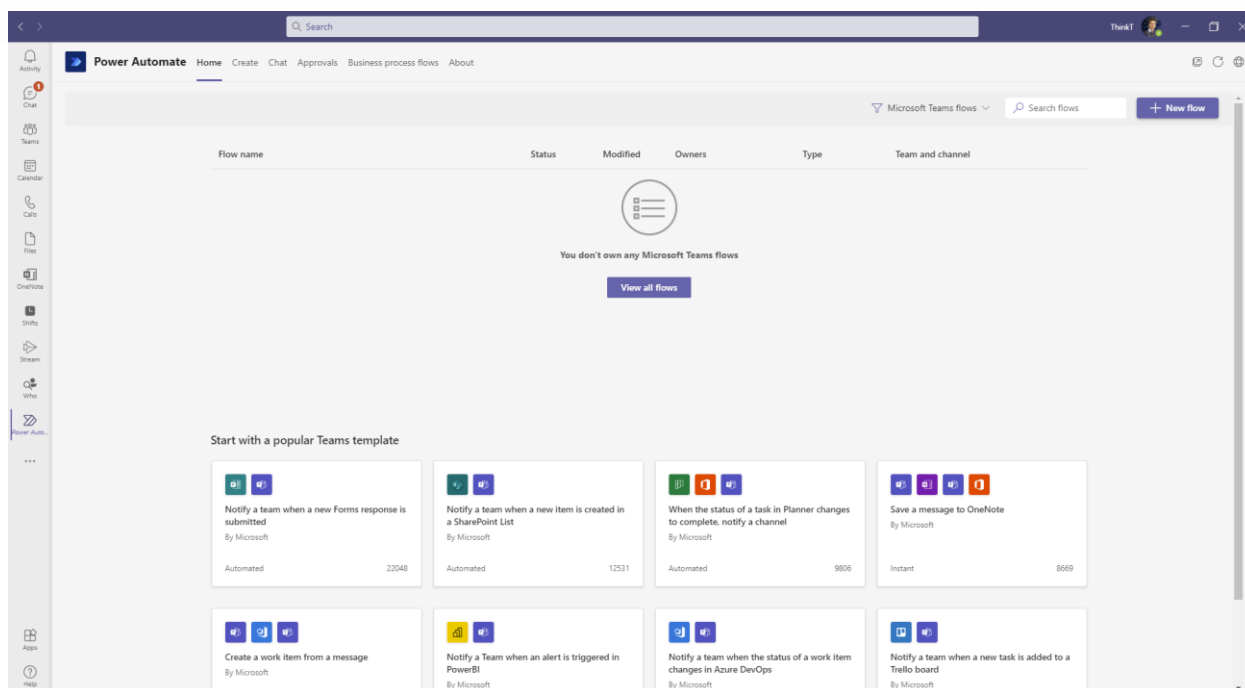 Search
ThinkT
Activity
Chat
Teams
Calendar
Calls
Files
OneNote
Shifts
Stream
Who
Power Auto...
Apps
Help
1
Power Automate Home Create Chat Approvals Business process flows About
Microsoft Teams flows Search flows + New flow
Flow name Status Modified Owners Type Team and channel
You don't own any Microsoft Teams flows
View all flows
Start with a popular Teams template
Notify a team when a new Forms response is
submitted
By Microsoft
Automated 22048
Notify a team when a new item is created in
a SharePoint List
By Microsoft
Automated 12531
When the status of a task in Planner changes
to complete, notify a channel
By Microsoft
Automated 9806
Save a message to OneNote
By Microsoft
Instant 8669
Create a work item from a message
By Microsoft
Notify a Team when an alert is triggered in
PowerBI
By Microsoft
Notify a team when the status of a work item
changes in Azure DevOps
By Microsoft
Notify a team when a new task is added to a
Trello board
By Microsoft